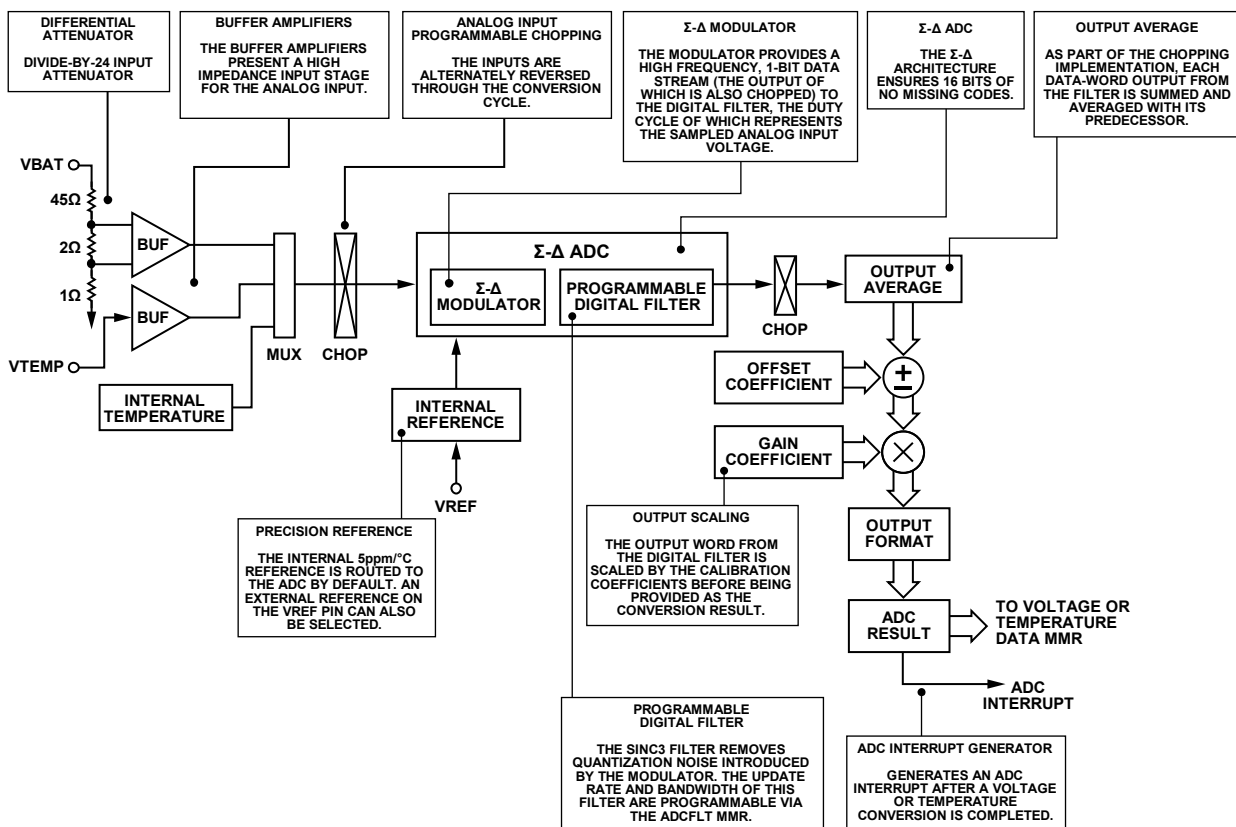 DIFFERENTIAL
ATTENUATOR
DIVIDE-BY-24 INPUT
ATTENUATOR
BUFFER AMPLIFIERS
THE BUFFER AMPLIFIERS
PRESENT A HIGH
IMPEDANCE INPUT STAGE
FOR THE ANALOG INPUT.
ANALOG INPUT
PROGRAMMABLE CHOPPING
THE INPUTS ARE
ALTERNATELY REVERSED
THROUGH THE CONVERSION
CYCLE.
Σ-Δ MODULATOR
THE MODULATOR PROVIDES A
HIGH FREQUENCY, 1-BIT DATA
STREAM (THE OUTPUT OF
WHICH IS ALSO CHOPPED) TO
THE DIGITAL FILTER, THE DUTY
CYCLE OF WHICH REPRESENTS
THE SAMPLED ANALOG INPUT
VOLTAGE.
Σ-Δ ADC
THE Σ-Δ
ARCHITECTURE
ENSURES 16 BITS OF
NO MISSING CODES.
OUTPUT AVERAGE
AS PART OF THE CHOPPING
IMPLEMENTATION, EACH
DATA-WORD OUTPUT FROM
THE FILTER IS SUMMED AND
AVERAGED WITH ITS
PREDECESSOR.
VBAT
45Ω
2Ω
1Ω
BUF
BUF
VTEMP
INTERNAL
TEMPERATURE
MUX
CHOP
Σ-Δ ADC
Σ-Δ
MODULATOR
PROGRAMMABLE
DIGITAL FILTER
CHOP
OUTPUT
AVERAGE
INTERNAL
REFERENCE
VREF
OFFSET
COEFFICIENT
±
GAIN
COEFFICIENT
×
OUTPUT
FORMAT
ADC
RESULT
TO VOLTAGE OR
TEMPERATURE
DATA MMR
ADC
INTERRUPT
PRECISION REFERENCE
THE INTERNAL 5ppm/°C
REFERENCE IS ROUTED TO
THE ADC BY DEFAULT. AN
EXTERNAL REFERENCE ON
THE VREF PIN CAN ALSO
BE SELECTED.
OUTPUT SCALING
THE OUTPUT WORD FROM
THE DIGITAL FILTER IS
SCALED BY THE CALIBRATION
COEFFICIENTS BEFORE BEING
PROVIDED AS THE
CONVERSION RESULT.
PROGRAMMABLE
DIGITAL FILTER
THE SINC3 FILTER REMOVES
QUANTIZATION NOISE INTRODUCED
BY THE MODULATOR. THE UPDATE
RATE AND BANDWIDTH OF THIS
FILTER ARE PROGRAMMABLE VIA
THE ADCFLT MMR.
ADC INTERRUPT GENERATOR
GENERATES AN ADC
INTERRUPT AFTER A VOLTAGE
OR TEMPERATURE
CONVERSION IS COMPLETED.